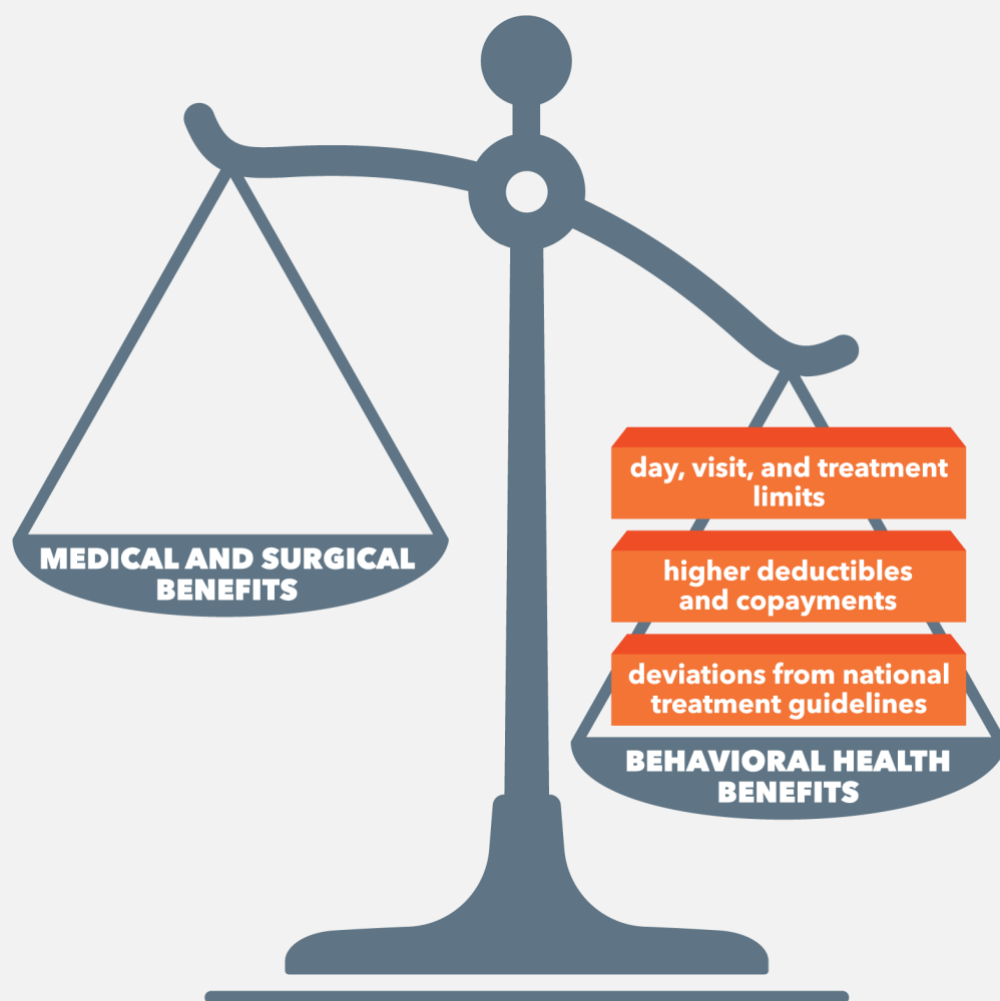 MEDICAL AND SURGICAL
BENEFITS
day, visit, and treatment
limits
higher deductibles
and copayments
deviations from national
treatment guidelines
BEHAVIORAL HEALTH
BENEFITS